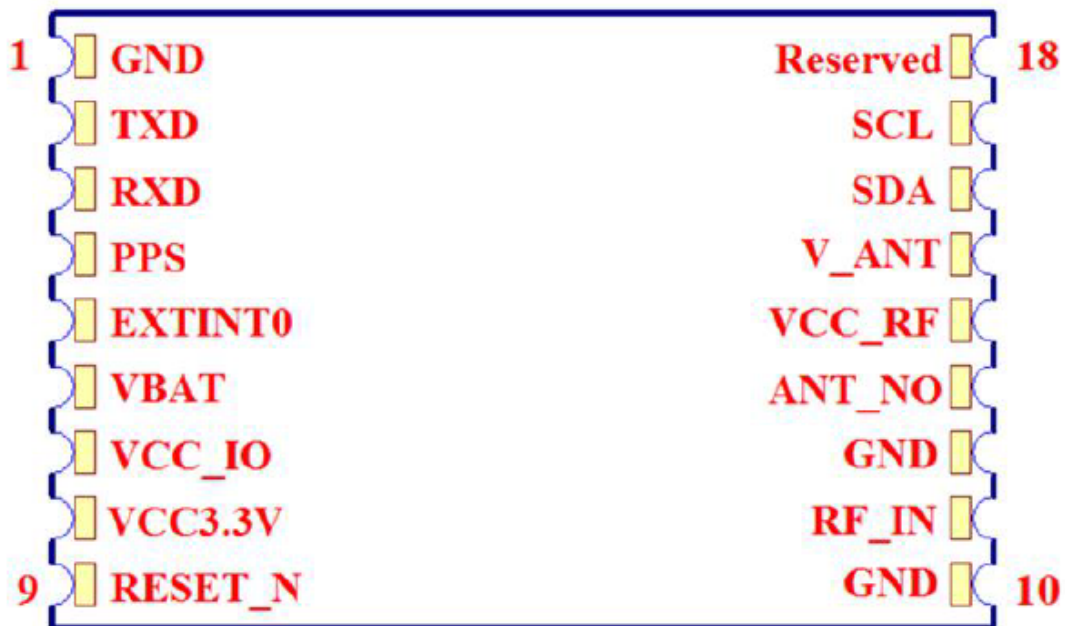 1 GND Reserved 18
TXD SCL
RXD SDA
PPS V_ANT
EXTINT0 VCC_RF
VBAT ANT_NO
VCC_IO GND
VCC3.3V RF_IN
9 RESET_N GND 10